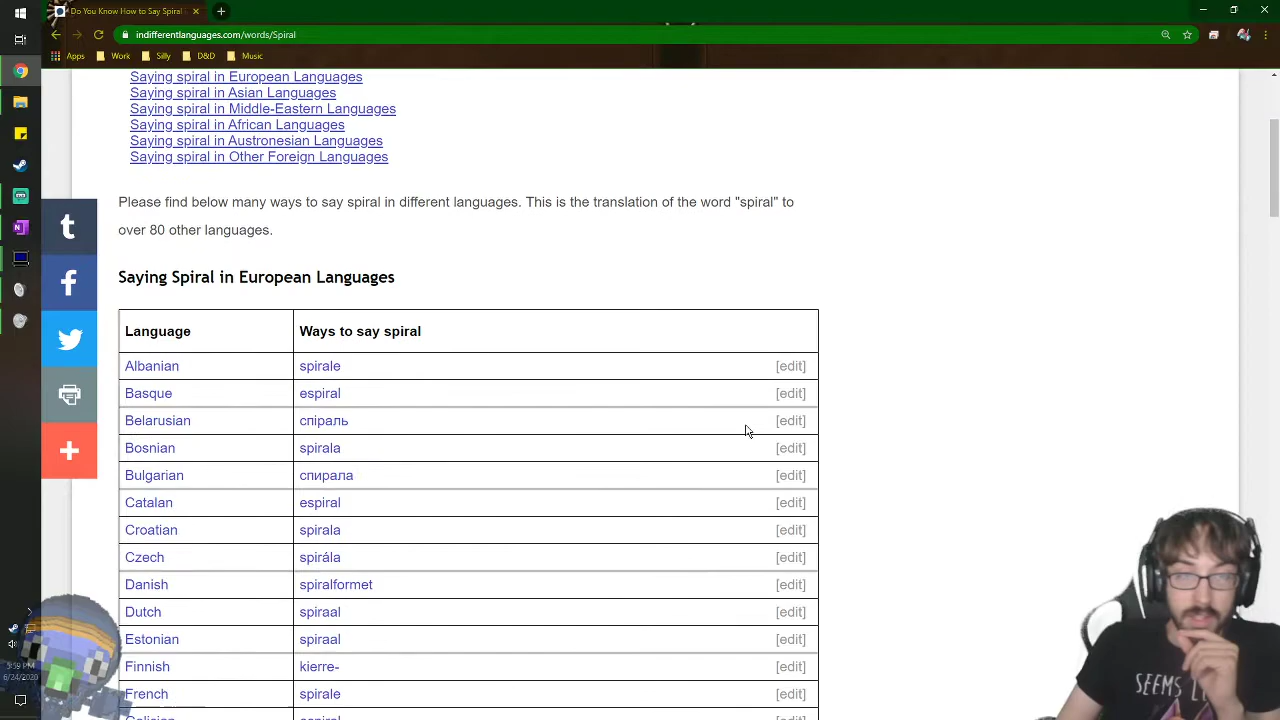 Do You Know How to Say Spiral
indifferentlanguages.com/words/Spiral
Apps Work Silly D&D Music
Saying spiral in European Languages
Saying spiral in Asian Languages
Saying spiral in Middle-Eastern Languages
Saying spiral in African Languages
Saying spiral in Austronesian Languages
Saying spiral in Other Foreign Languages
Please find below many ways to say spiral in different languages. This is the translation of the word "spiral" to
over 80 other languages.
Saying Spiral in European Languages
Language Ways to say spiral
Albanian spirale [edit]
Basque espiral [edit]
Belarusian спіраль [edit]
Bosnian spirala [edit]
Bulgarian спирала [edit]
Catalan espiral [edit]
Croatian spirala [edit]
Czech spirála [edit]
Danish spiralformet [edit]
Dutch spiraal [edit]
Estonian spiraal [edit]
Finnish kierre- [edit]
French spirale [edit]
5:59 PM
6/24/2020
SEEMS